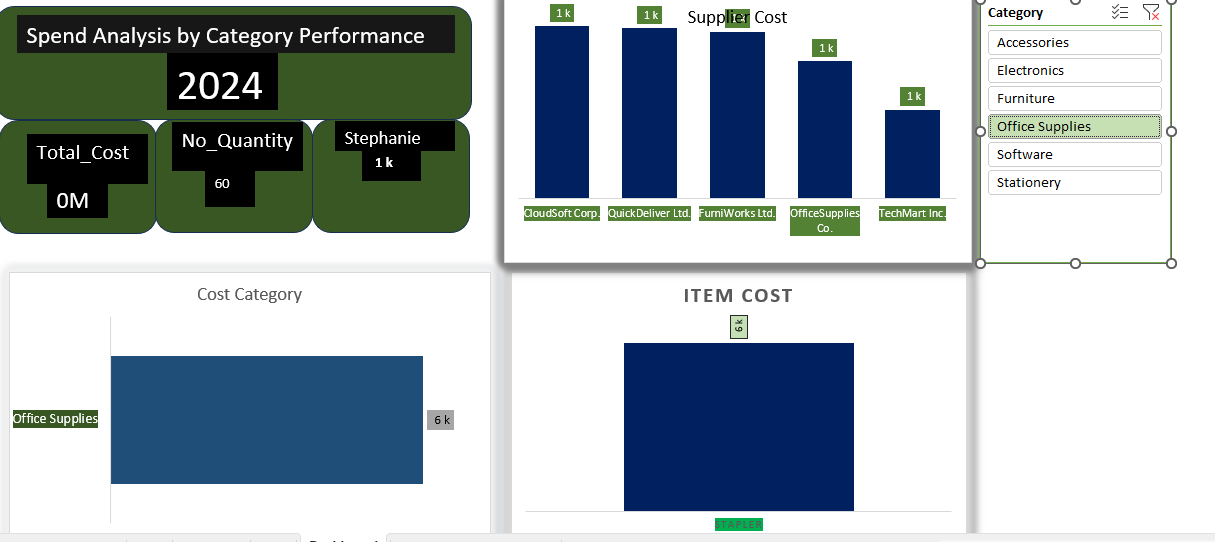 Spend Analysis by Category Performance
2024
Total_Cost
0M
No_Quantity
60
Stephanie
1 k
Supplier Cost
1 k
1 k
1 k
1 k
CloudSoft Corp.
QuickDeliver Ltd.
FurniWorks Ltd.
OfficeSupplies
Co.
TechMart Inc.
Category
Accessories
Electronics
Furniture
Office Supplies
Software
Stationery
Cost Category
Office Supplies
6 k
ITEM COST
6 k
STAPLER